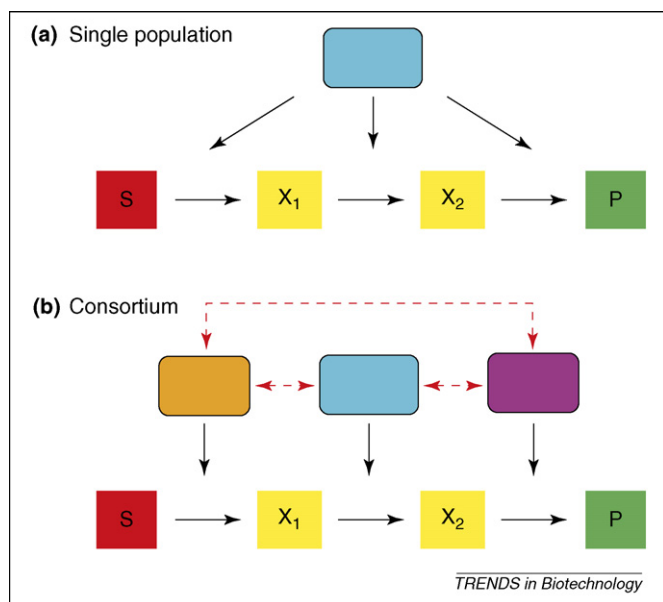 (a) Single population
S X₁ X₂ P
(b) Consortium
S X₁ X₂ P
TRENDS in Biotechnology